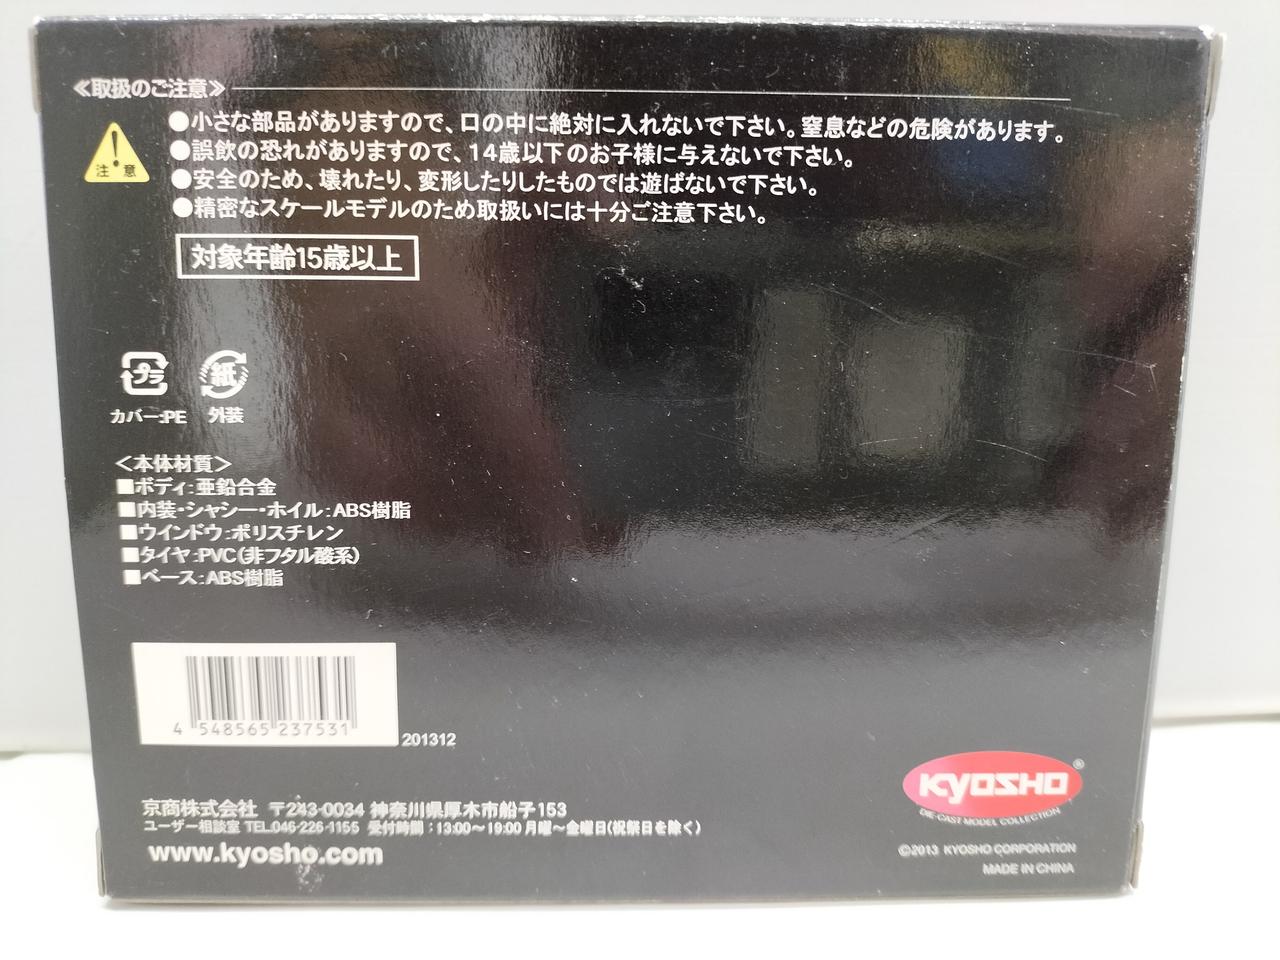 ≪取扱のご注意≫
注 意
●小さな部品がありますので、口の中に絶対に入れないで下さい。窒息などの危険があります。
●誤飲の恐れがありますので、14歳以下のお子様に与えないで下さい。
●安全のため、壊れたり、変形したりしたものでは遊ばないで下さい。
●精密なスケールモデルのため取扱いには十分ご注意下さい。
対象年齢15歳以上
プラ 紙
カバー:PE 外装
＜本体材質＞
■ボディ:亜鉛合金
■内装・シャシー・ホイル:ABS樹脂
■ウインドウ:ポリスチレン
■タイヤ:PVC(非フタル酸系)
■ベース:ABS樹脂
4 548565 237531
201312
京商株式会社 〒243-0034 神奈川県厚木市船子153
ユーザー相談室 TEL.046-226-1155 受付時間：13:00～19:00 月曜～金曜日(祝祭日を除く)
www.kyosho.com
KYOSHO®
DIE-CAST MODEL COLLECTION
©2013 KYOSHO CORPORATION
MADE IN CHINA